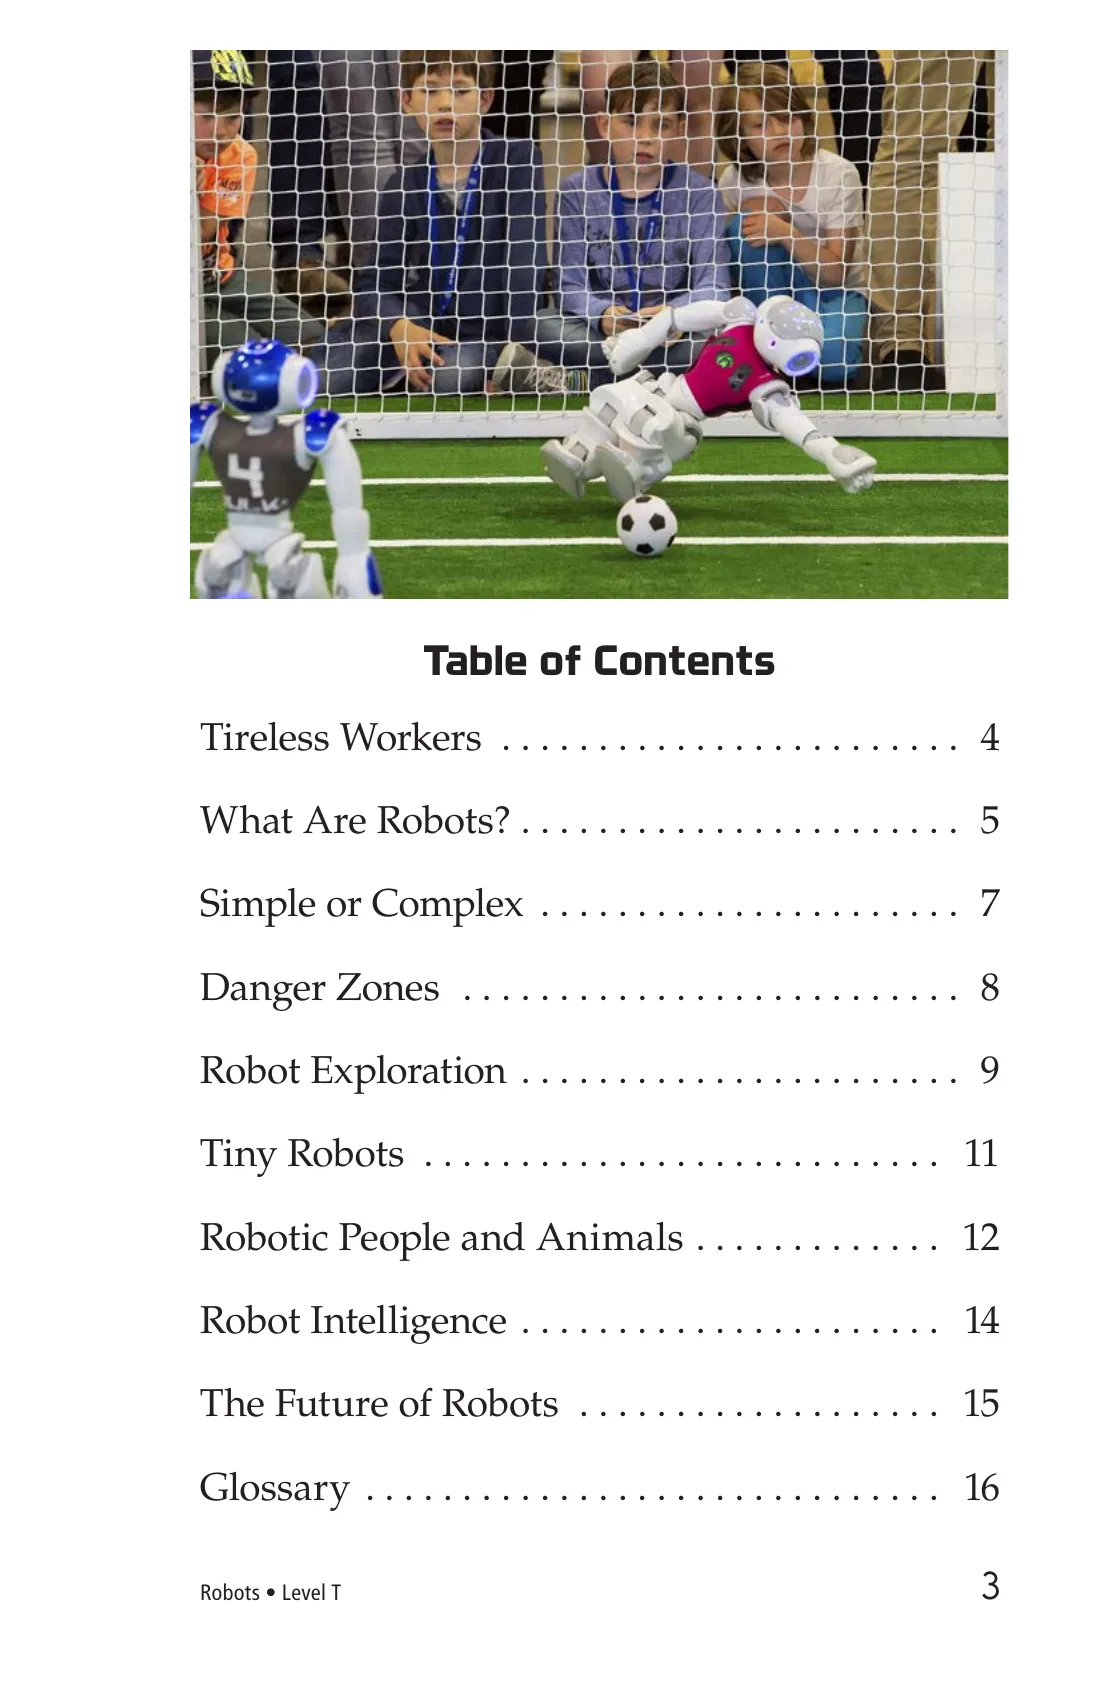 4
Table of Contents
Tireless Workers . . . . . . . . . . . . . . . . . . . . . . . . 4
What Are Robots? . . . . . . . . . . . . . . . . . . . . . . . 5
Simple or Complex . . . . . . . . . . . . . . . . . . . . . . 7
Danger Zones . . . . . . . . . . . . . . . . . . . . . . . . . . 8
Robot Exploration . . . . . . . . . . . . . . . . . . . . . . . 9
Tiny Robots . . . . . . . . . . . . . . . . . . . . . . . . . . . 11
Robotic People and Animals . . . . . . . . . . . . . 12
Robot Intelligence . . . . . . . . . . . . . . . . . . . . . . 14
The Future of Robots . . . . . . . . . . . . . . . . . . . 15
Glossary . . . . . . . . . . . . . . . . . . . . . . . . . . . . . . 16
Robots • Level T 3